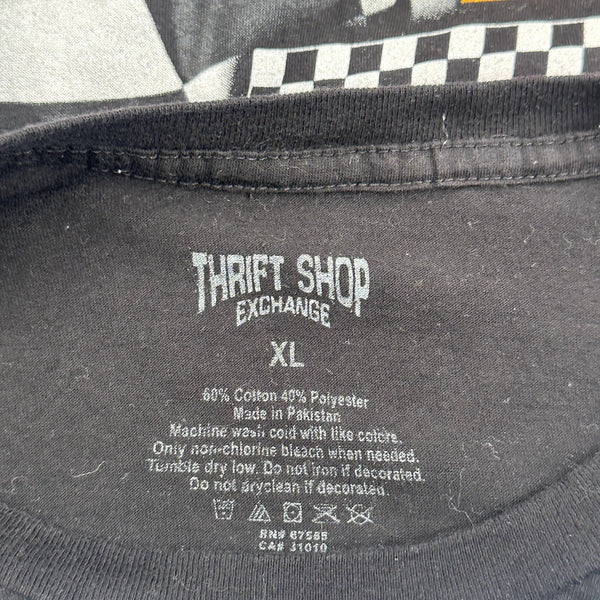 THRIFT SHOP
EXCHANGE
XL
60% Cotton 40% Polyester
Made in Pakistan
Machine wash cold with like colors.
Only non-chlorine bleach when needed.
Tumble dry low. Do not iron if decorated.
Do not dryclean if decorated.
RN# 67585
CA# 31010